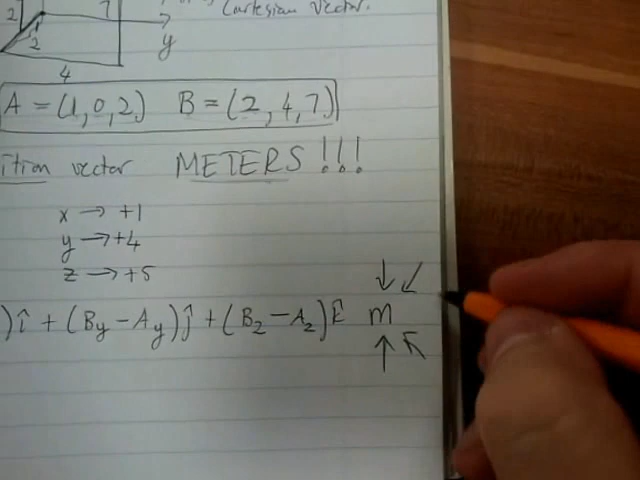 2 7
Cartesian vector.
2
y
4
A = (1,0,2) B = (2,4,7)
ition vector METERS!!!
x → +1
y → +4
z → +5
)î + (By − Ay)ĵ + (Bz − Az)k̂ m